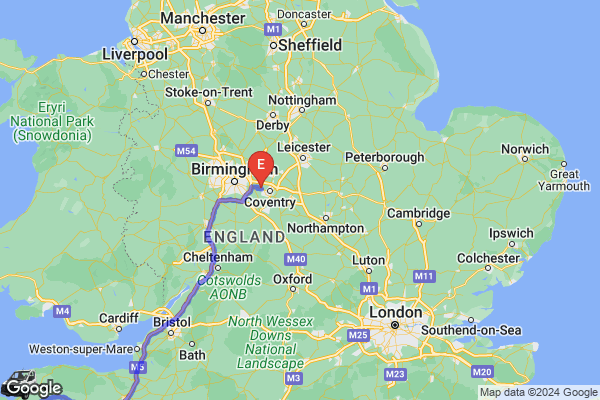 Doncaster
Manchester
M1
Liverpool
Sheffield
Chester
Stoke-on-Trent
Eryri
National Park
(Snowdonia)
Nottingham
Derby
Leicester
M54
Peterborough
Norwich
E
Birmingham
Great
Yarmouth
Coventry
Cambridge
Northampton
ENGLAND
Ipswich
M40
Luton
Cheltenham
Colchester
M11
Cotswolds
AONB
Oxford
M1
M4
Cardiff
London
Bristol
North Wessex
Downs
National
Landscape
M25
Southend-on-Sea
Bath
Weston-super-Mare
M5
M3
M23
M20
Google
Map data ©2024 Google